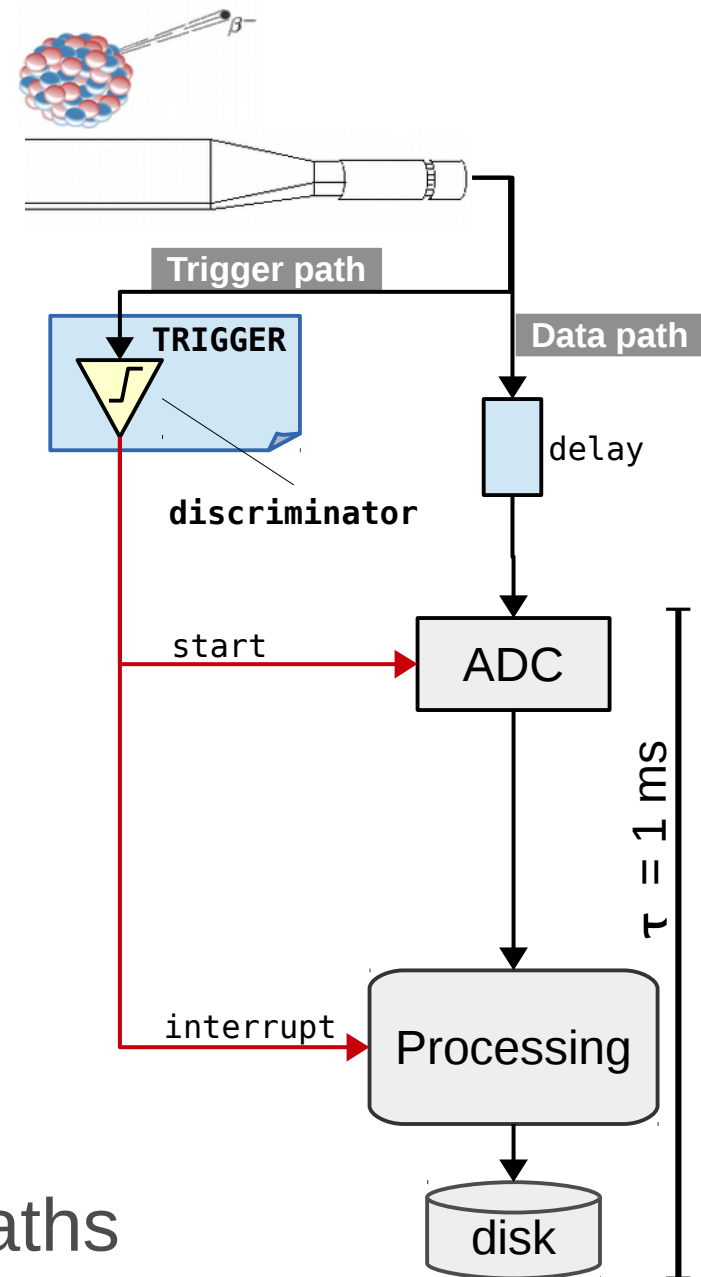 β⁻
Trigger path
TRIGGER
Data path
delay
discriminator
start
ADC
τ = 1 ms
interrupt
Processing
aths
disk